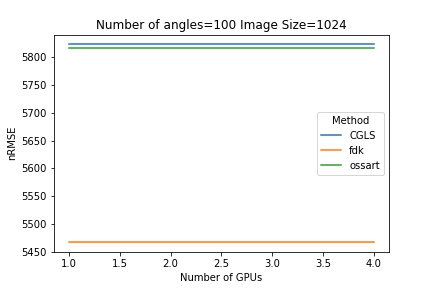 Number of angles=100 Image Size=1024
nRMSE
5800
5750
5700
5650
5600
5550
5500
5450
Method
CGLS
fdk
ossart
1.0 1.5 2.0 2.5 3.0 3.5 4.0
Number of GPUs